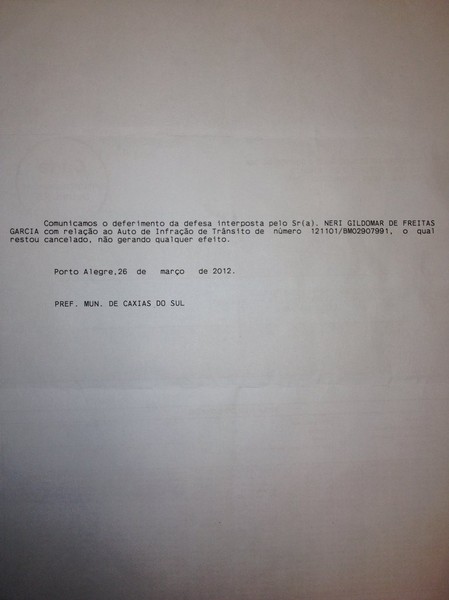 Comunicamos o deferimento da defesa interposta pelo Sr(a). NERI GILDOMAR DE FREITAS
GARCIA com relação ao Auto de Infração de Trânsito de número 121101/BM02907991, o qual
restou cancelado, não gerando qualquer efeito.
Porto Alegre,26 de março de 2012.
PREF. MUN. DE CAXIAS DO SUL